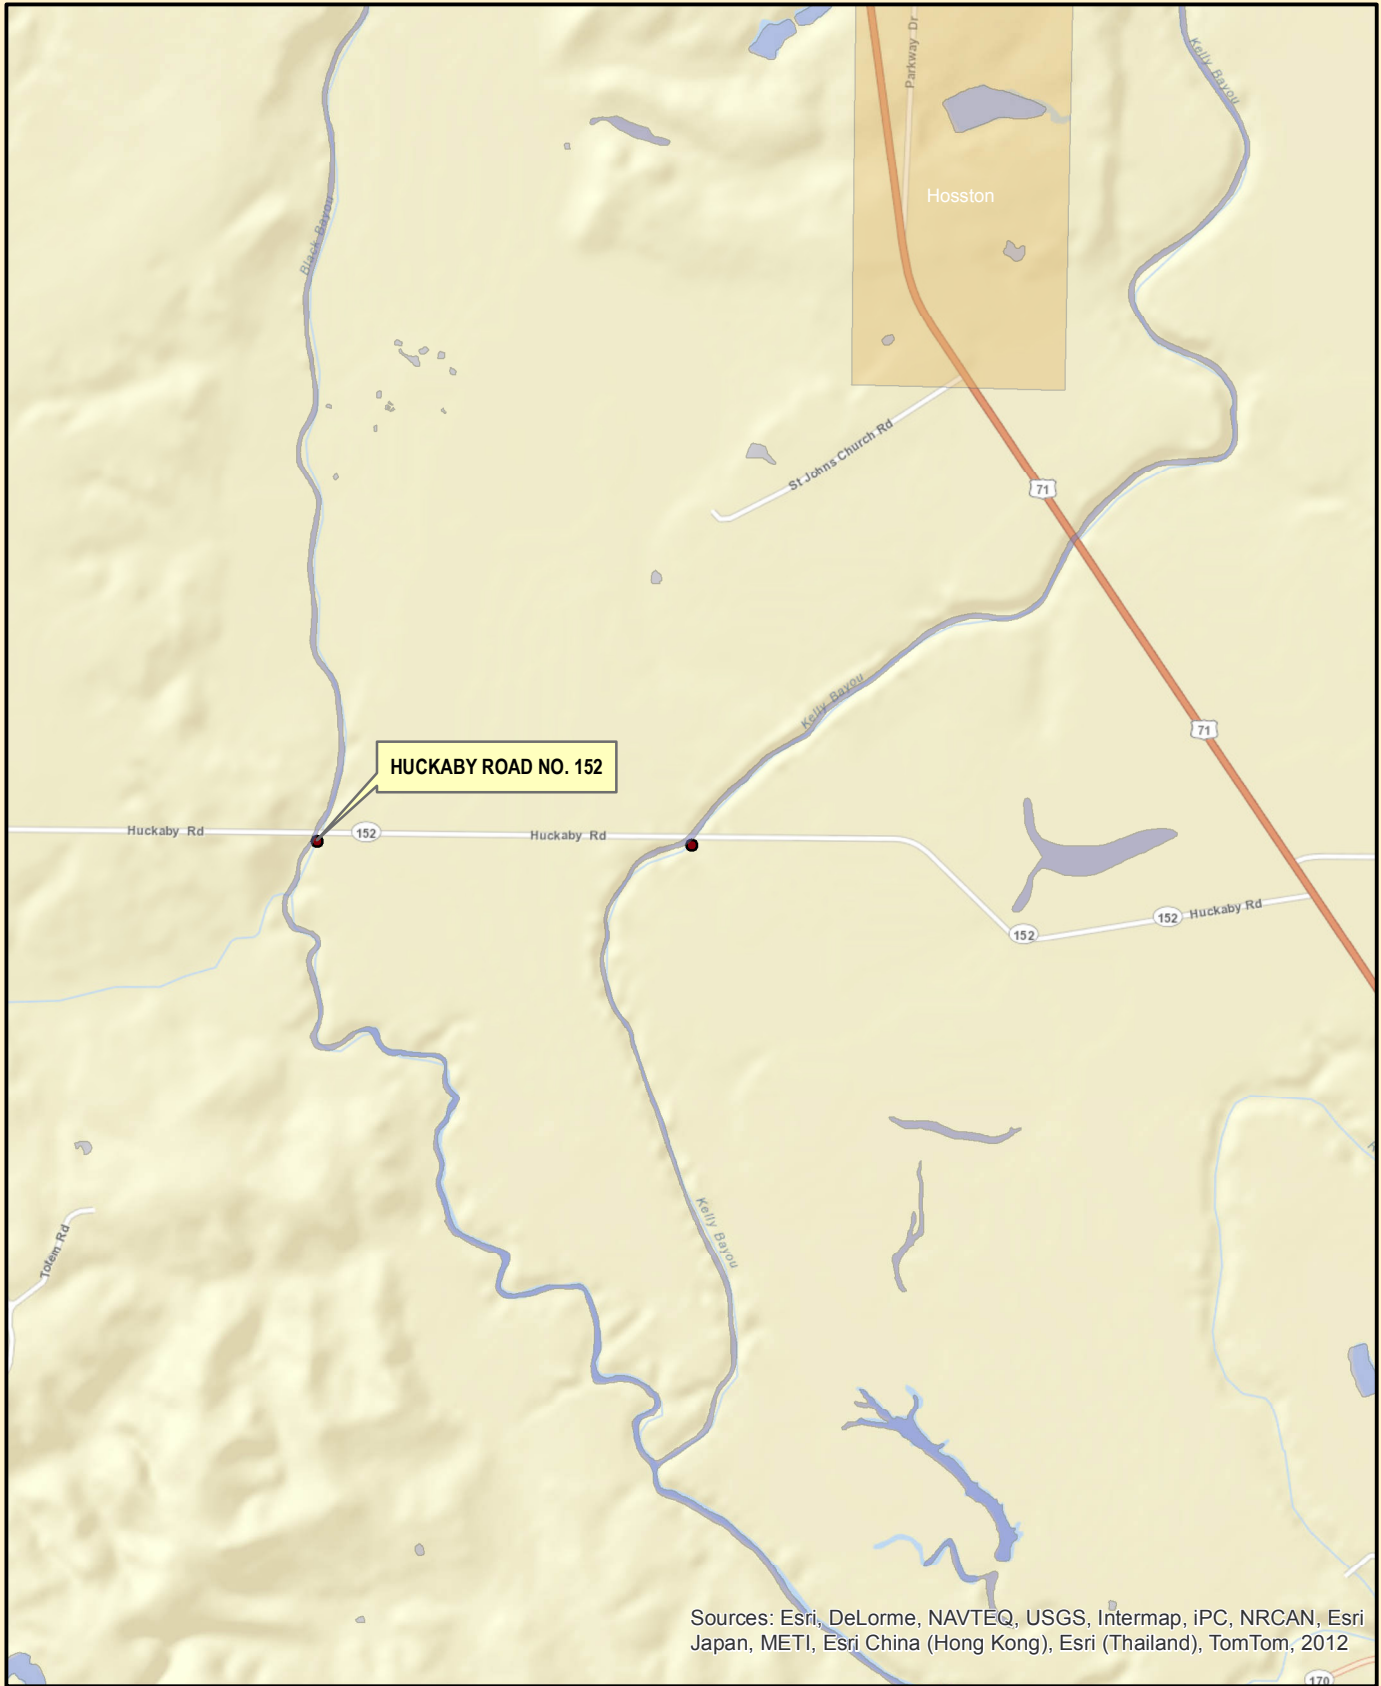 Parkway Dr
Kelly Bayou
Hosston
Black Bayou
St Johns Church Rd
71
Kelly Bayou
71
HUCKABY ROAD NO. 152
Huckaby Rd
152
Huckaby Rd
152
152
Huckaby Rd
Kelly Bayou
Totem Rd
Sources: Esri, DeLorme, NAVTEQ, USGS, Intermap, iPC, NRCAN, Esri
Japan, METI, Esri China (Hong Kong), Esri (Thailand), TomTom, 2012
170